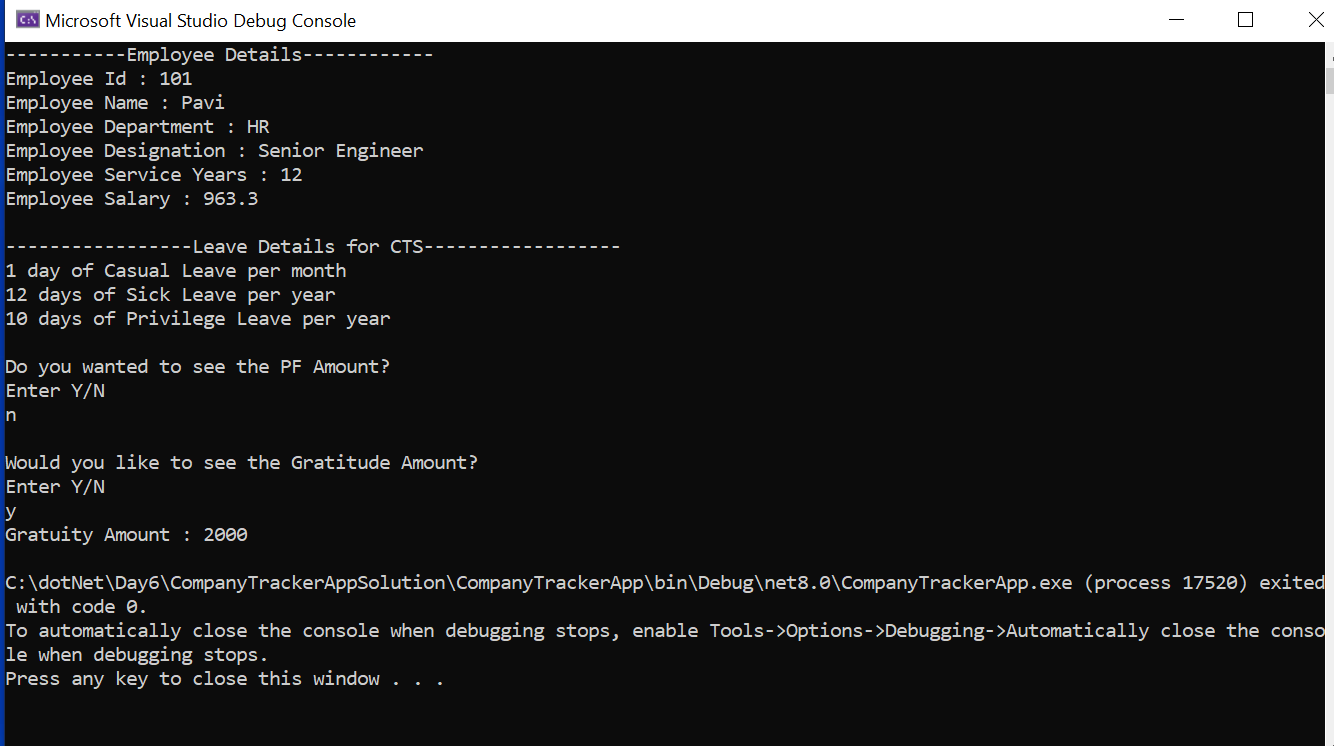 Microsoft Visual Studio Debug Console
-----------Employee Details------------
Employee Id : 101
Employee Name : Pavi
Employee Department : HR
Employee Designation : Senior Engineer
Employee Service Years : 12
Employee Salary : 963.3
-----------------Leave Details for CTS------------------
1 day of Casual Leave per month
12 days of Sick Leave per year
10 days of Privilege Leave per year
Do you wanted to see the PF Amount?
Enter Y/N
n
Would you like to see the Gratitude Amount?
Enter Y/N
y
Gratuity Amount : 2000
C:\dotNet\Day6\CompanyTrackerAppSolution\CompanyTrackerApp\bin\Debug\net8.0\CompanyTrackerApp.exe (process 17520) exited
with code 0.
To automatically close the console when debugging stops, enable Tools->Options->Debugging->Automatically close the conso
le when debugging stops.
Press any key to close this window . . .